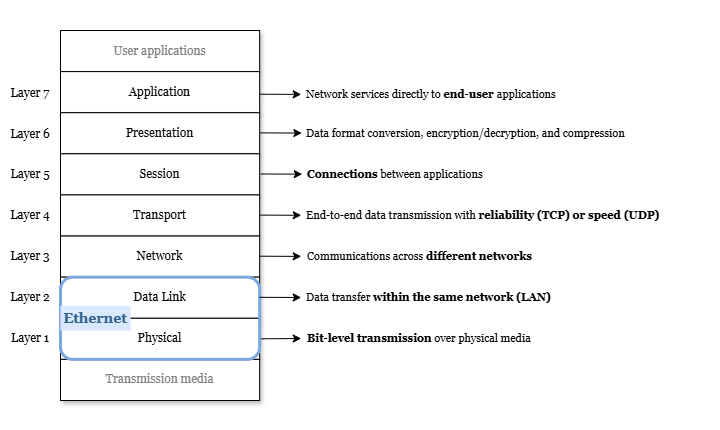 User applications
Layer 7 Application Network services directly to end-user applications
Layer 6 Presentation Data format conversion, encryption/decryption, and compression
Layer 5 Session Connections between applications
Layer 4 Transport End-to-end data transmission with reliability (TCP) or speed (UDP)
Layer 3 Network Communications across different networks
Layer 2 Data Link Data transfer within the same network (LAN)
Ethernet
Layer 1 Physical Bit-level transmission over physical media
Transmission media